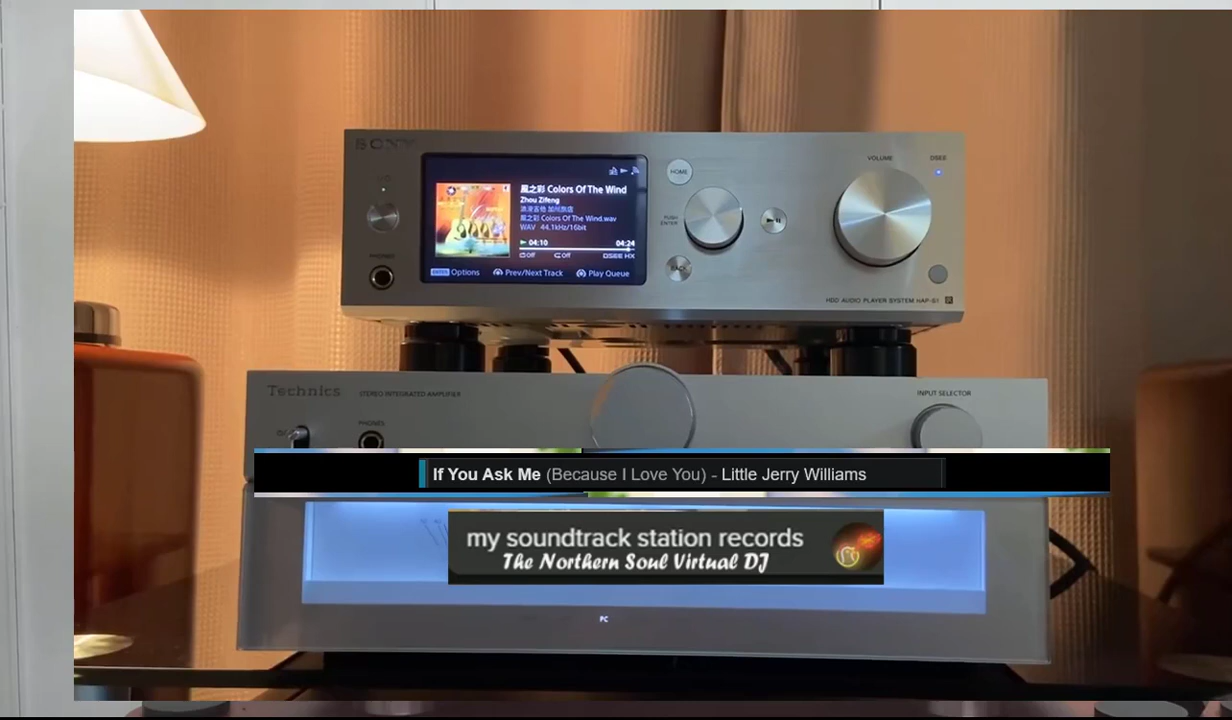 SONY
I/⏻
PHONES
風之彩 Colors Of The Wind
Zhou Zifeng
風之彩 Colors Of The Wind.wav
WAV 44.1kHz/16bit
04:10 04:24
Off Off DSEE HX
ENTER Options Prev/Next Track Play Queue
HOME
PUSH ENTER
BACK
VOLUME
DSEE
HDD AUDIO PLAYER SYSTEM HAP-S1
Technics STEREO INTEGRATED AMPLIFIER
PHONES
INPUT SELECTOR
If You Ask Me (Because I Love You) - Little Jerry Williams
my soundtrack station records
The Northern Soul Virtual DJ
PC